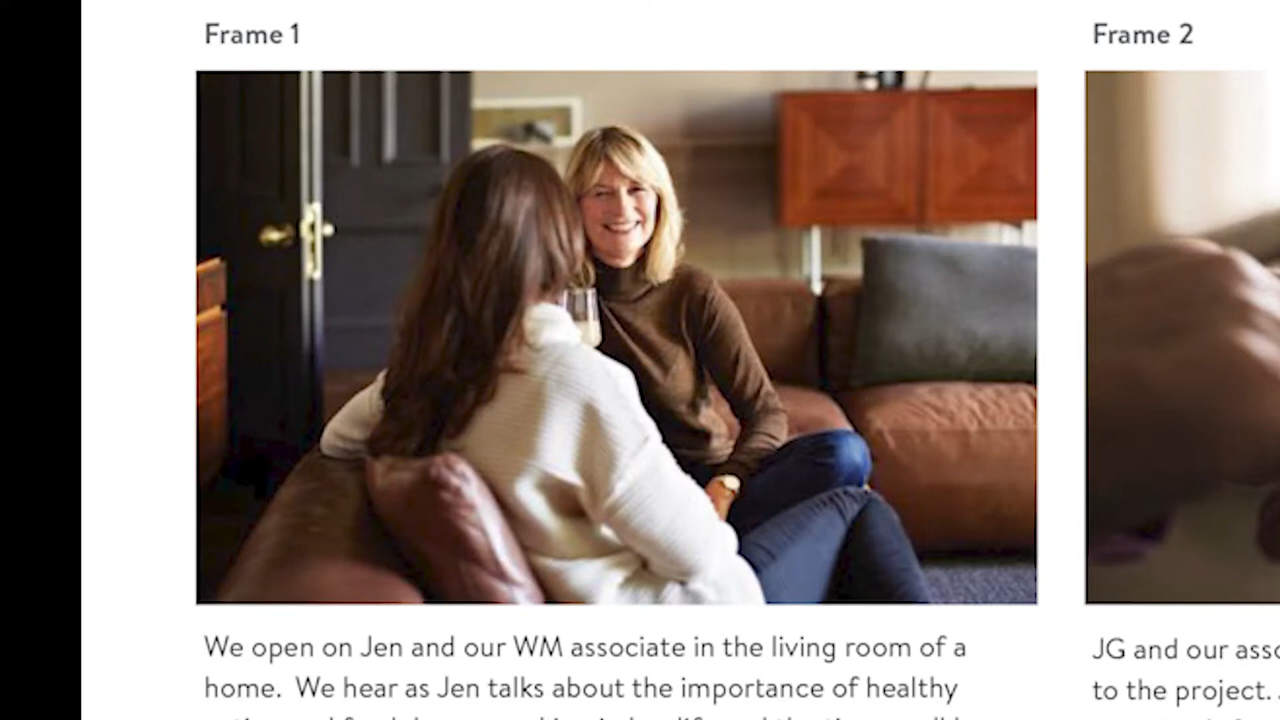 Frame 1
Frame 2
We open on Jen and our WM associate in the living room of a
home. We hear as Jen talks about the importance of healthy
JG and our
to the project.